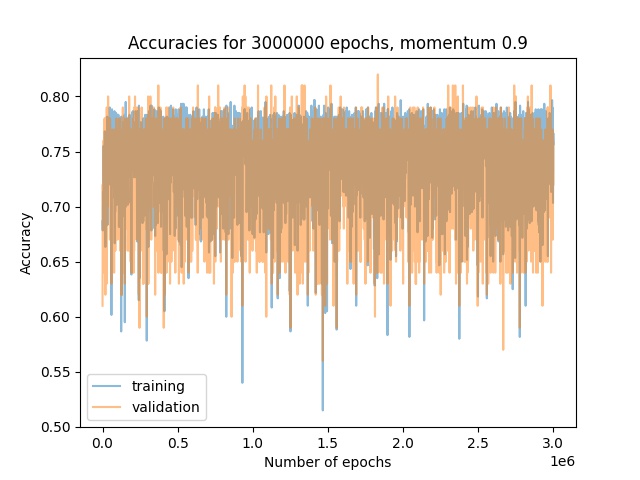 Accuracies for 3000000 epochs, momentum 0.9
0.80
0.75
0.70
0.65
0.60
0.55
0.50
Accuracy
training
validation
0.0 0.5 1.0 1.5 2.0 2.5 3.0
1e6
Number of epochs